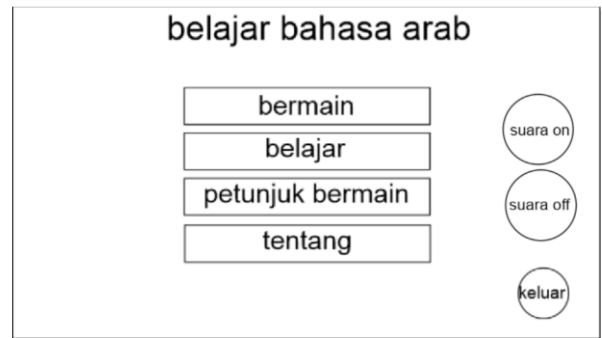 belajar bahasa arab
bermain
belajar
petunjuk bermain
tentang
suara on
suara off
keluar